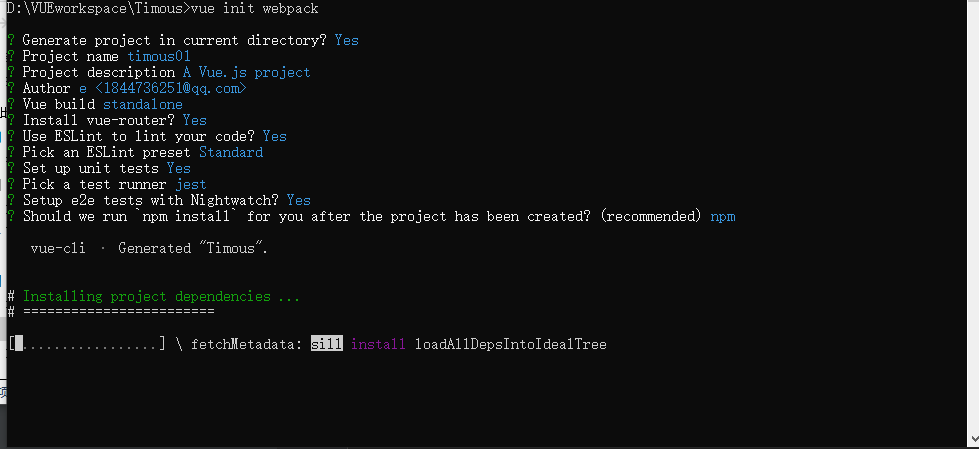 D:\VUEworkspace\Timous>vue init webpack
? Generate project in current directory? Yes
? Project name timous01
? Project description A Vue.js project
? Author e <1844736251@qq.com>
? Vue build standalone
? Install vue-router? Yes
? Use ESLint to lint your code? Yes
? Pick an ESLint preset Standard
? Set up unit tests Yes
? Pick a test runner jest
? Setup e2e tests with Nightwatch? Yes
? Should we run `npm install` for you after the project has been created? (recommended) npm
vue-cli · Generated "Timous".
# Installing project dependencies ...
# ========================
[ ................] \ fetchMetadata: sill install loadAllDepsIntoIdealTree